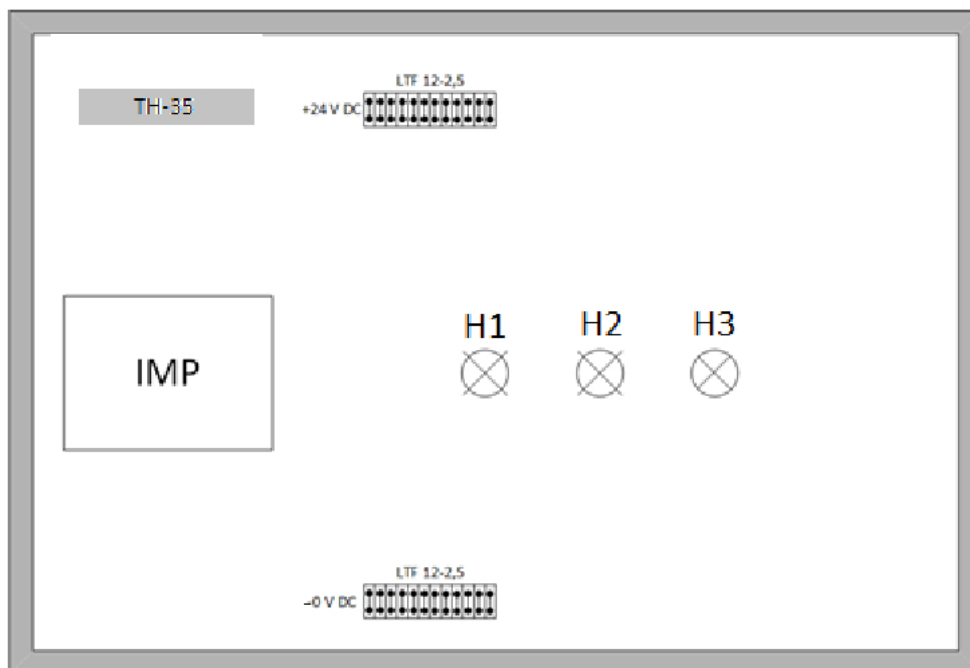 LTF 12-2,5
TH-35
+24 V DC
H1 H2 H3
IMP
LTF 12-2,5
–0 V DC